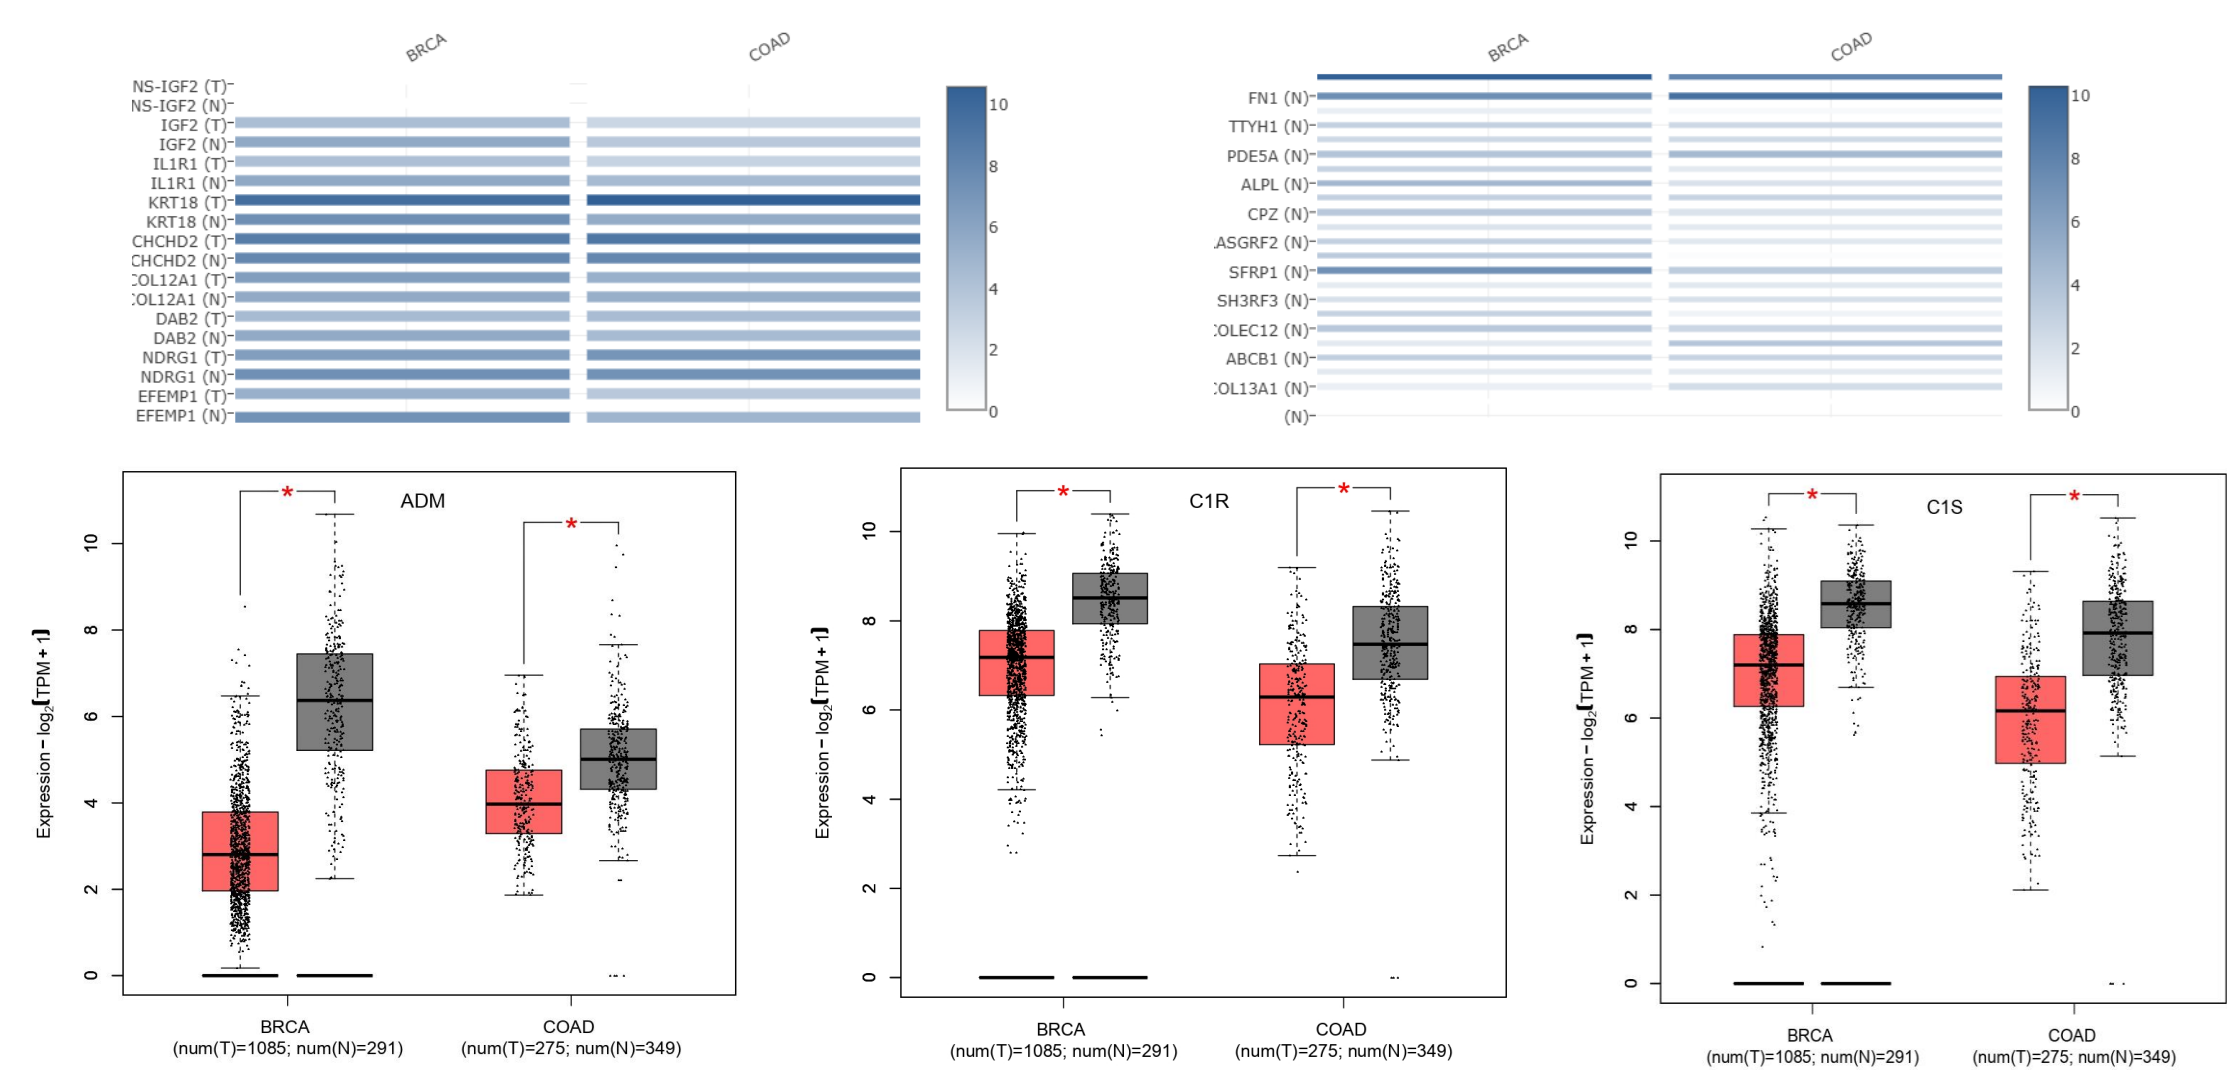 BRCA
COAD
NS-IGF2 (T)
NS-IGF2 (N)
IGF2 (T)
IGF2 (N)
IL1R1 (T)
IL1R1 (N)
KRT18 (T)
KRT18 (N)
CHCHD2 (T)
CHCHD2 (N)
COL12A1 (T)
COL12A1 (N)
DAB2 (T)
DAB2 (N)
NDRG1 (T)
NDRG1 (N)
EFEMP1 (T)
EFEMP1 (N)
10
8
6
4
2
0
BRCA
COAD
FN1 (N)
TTYH1 (N)
PDE5A (N)
ALPL (N)
CPZ (N)
ASGRF2 (N)
SFRP1 (N)
SH3RF3 (N)
COLEC12 (N)
ABCB1 (N)
COL13A1 (N)
(N)
10
8
6
4
2
0
ADM
*
*
Expression − log2(TPM + 1)
10
8
6
4
2
0
BRCA
(num(T)=1085; num(N)=291)
COAD
(num(T)=275; num(N)=349)
C1R
*
*
Expression − log2(TPM + 1)
10
8
6
4
2
0
BRCA
(num(T)=1085; num(N)=291)
COAD
(num(T)=275; num(N)=349)
C1S
*
*
Expression − log2(TPM + 1)
10
8
6
4
2
0
BRCA
(num(T)=1085; num(N)=291)
COAD
(num(T)=275; num(N)=349)